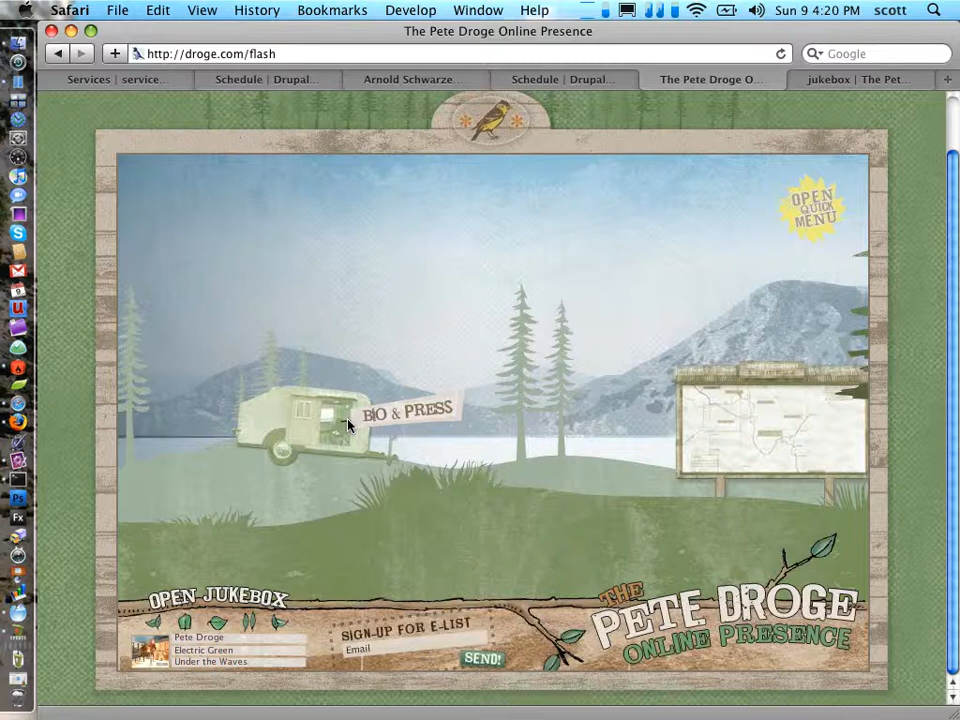 Safari File Edit View History Bookmarks Develop Window Help Sun 9 4:20 PM scott
The Pete Droge Online Presence
http://droge.com/flash
Google
Services | service...
Schedule | Drupal...
Arnold Schwarze...
Schedule | Drupal...
The Pete Droge O...
jukebox | The Pet...
OPEN
QUICK
MENU
BIO & PRESS
OPEN JUKEBOX
Pete Droge
Electric Green
Under the Waves
SIGN-UP FOR E-LIST
Email
SEND!
THE
PETE DROGE
ONLINE PRESENCE